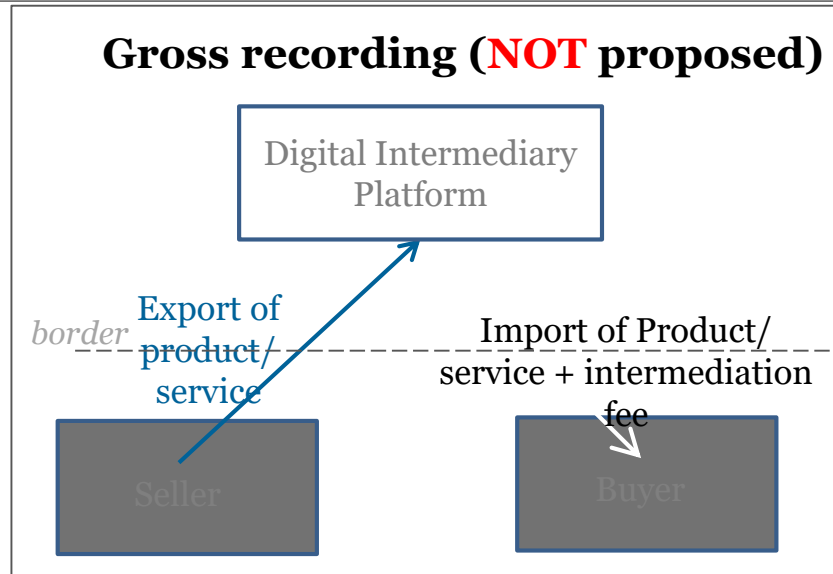 Gross recording (NOT proposed)
Digital Intermediary
Platform
border
Export of
product/
service
Import of Product/
service + intermediation
fee
Seller
Buyer